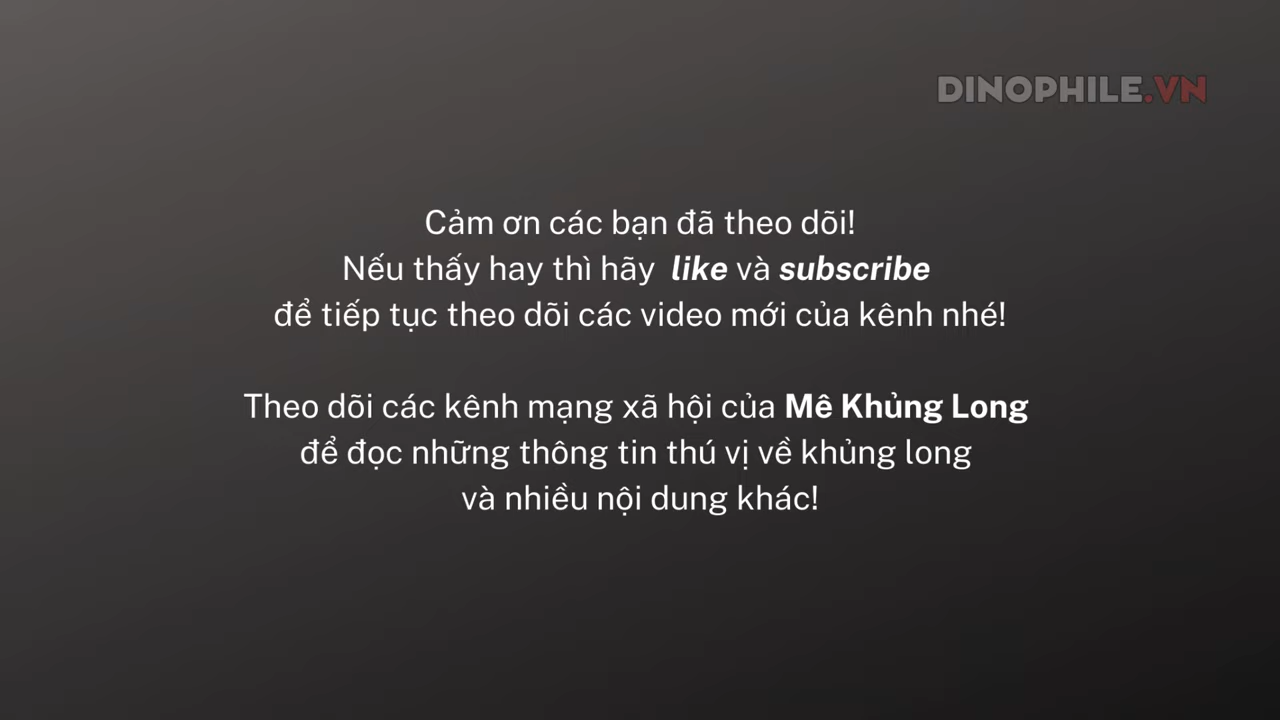 DINOPHILE.VN
Cảm ơn các bạn đã theo dõi!
Nếu thấy hay thì hãy like và subscribe
để tiếp tục theo dõi các video mới của kênh nhé!
Theo dõi các kênh mạng xã hội của Mê Khủng Long
để đọc những thông tin thú vị về khủng long
và nhiều nội dung khác!